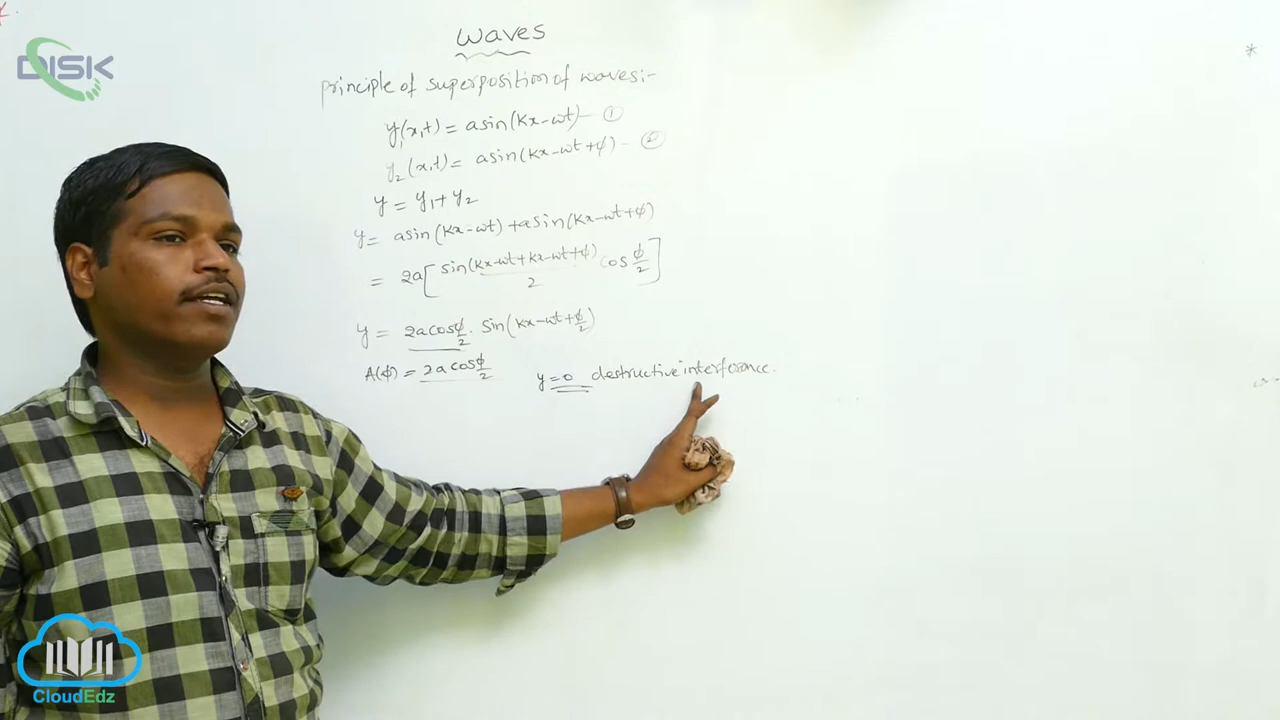 DISK
waves
principle of superposition of waves:-
y₁(x,t) = asin(kx-ωt) - ①
y₂(x,t) = asin(kx-ωt+ϕ) - ②
y = y₁+y₂
y = asin(kx-ωt)+asin(kx-ωt+ϕ)
= 2a[sin(kx-ωt+kx-ωt+ϕ)/2 cos ϕ/2]
y = 2acosϕ/2 . sin(kx-ωt+ϕ/2)
A(ϕ) = 2acosϕ/2
y=0 destructive interference.
CloudEdz